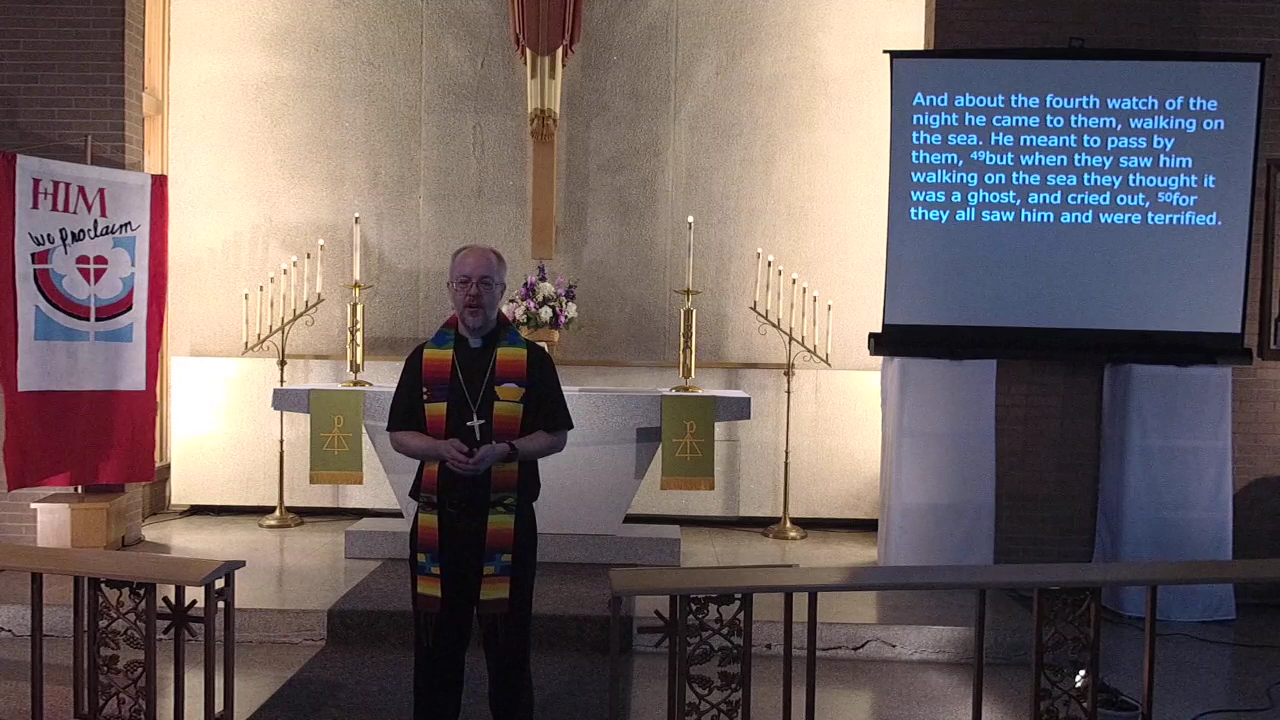 HIM
we proclaim
And about the fourth watch of the
night he came to them, walking on
the sea. He meant to pass by
them, ⁴⁹but when they saw him
walking on the sea they thought it
was a ghost, and cried out, ⁵⁰for
they all saw him and were terrified.